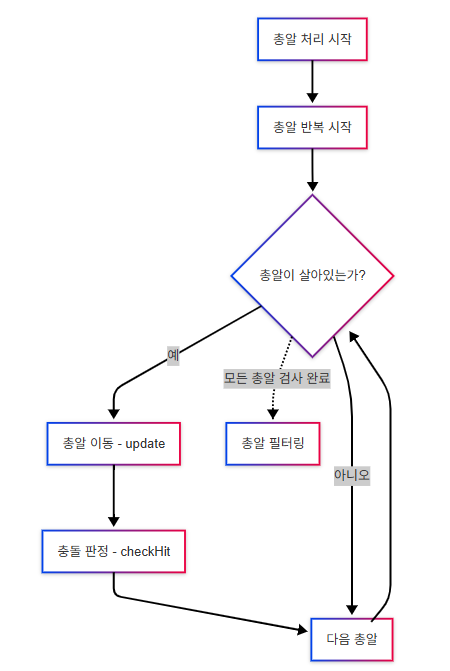 총알 처리 시작
총알 반복 시작
총알이 살아있는가?
예
모든 총알 검사 완료
총알 이동 - update
총알 필터링
아니오
충돌 판정 - checkHit
다음 총알